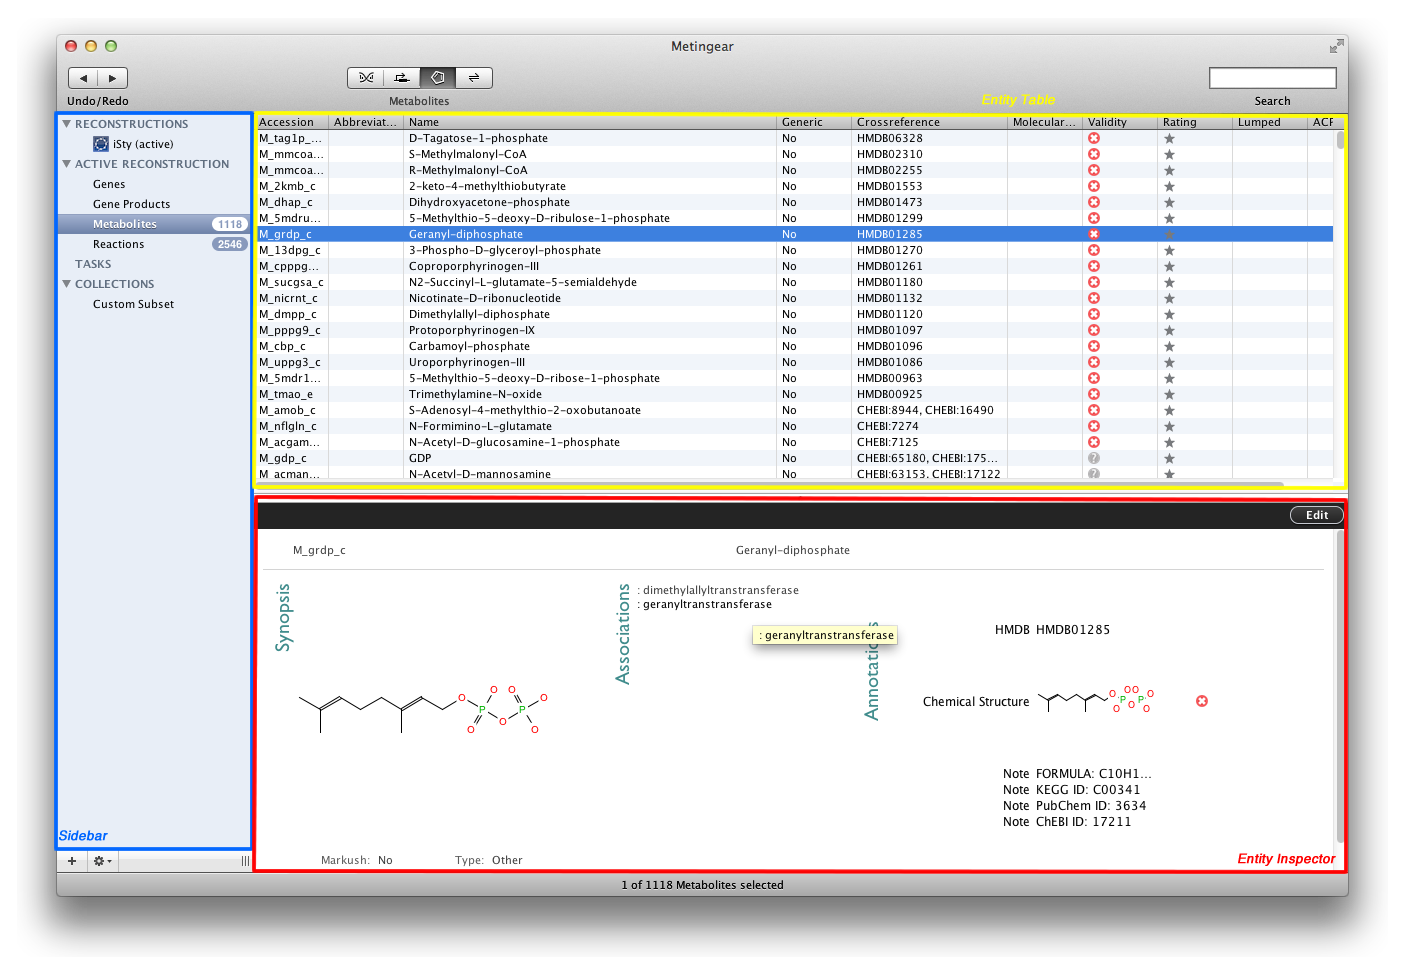 Metingear
Undo/Redo
Metabolites
Entity Table
Search
RECONSTRUCTIONS
iSty (active)
ACTIVE RECONSTRUCTION
Genes
Gene Products
Metabolites 1118
Reactions 2546
TASKS
COLLECTIONS
Custom Subset
Sidebar
Accession Abbreviat... Name Generic Crossreference Molecular... Validity Rating Lumped ACF
M_tag1p_... D-Tagatose-1-phosphate No HMDB06328
M_mmcoa... S-Methylmalonyl-CoA No HMDB02310
M_mmcoa... R-Methylmalonyl-CoA No HMDB02255
M_2kmb_c 2-keto-4-methylthiobutyrate No HMDB01553
M_dhap_c Dihydroxyacetone-phosphate No HMDB01473
M_5mdru... 5-Methylthio-5-deoxy-D-ribulose-1-phosphate No HMDB01299
M_grdp_c Geranyl-diphosphate No HMDB01285
M_13dpg_c 3-Phospho-D-glyceroyl-phosphate No HMDB01270
M_cpppg... Coproporphyrinogen-III No HMDB01261
M_sucgsa_c N2-Succinyl-L-glutamate-5-semialdehyde No HMDB01180
M_nicrnt_c Nicotinate-D-ribonucleotide No HMDB01132
M_dmpp_c Dimethylallyl-diphosphate No HMDB01120
M_pppg9_c Protoporphyrinogen-IX No HMDB01097
M_cbp_c Carbamoyl-phosphate No HMDB01096
M_uppg3_c Uroporphyrinogen-III No HMDB01086
M_5mdr1... 5-Methylthio-5-deoxy-D-ribose-1-phosphate No HMDB00963
M_tmao_e Trimethylamine-N-oxide No HMDB00925
M_amob_c S-Adenosyl-4-methylthio-2-oxobutanoate No CHEBI:8944, CHEBI:16490
M_nflgln_c N-Formimino-L-glutamate No CHEBI:7274
M_acgam... N-Acetyl-D-glucosamine-1-phosphate No CHEBI:7125
M_gdp_c GDP No CHEBI:65180, CHEBI:175... ?
M_acman... N-Acetyl-D-mannosamine No CHEBI:63153, CHEBI:17122 ?
Edit
M_grdp_c Geranyl-diphosphate
Synopsis
O O O O P P O O O
Associations
: dimethylallyltranstransferase
: geranyltranstransferase
: geranyltranstransferase
Annotations
HMDB HMDB01285
Chemical Structure O O O O P P O O O
Note FORMULA: C10H1...
Note KEGG ID: C00341
Note PubChem ID: 3634
Note ChEBI ID: 17211
Markush: No Type: Other
Entity Inspector
1 of 1118 Metabolites selected